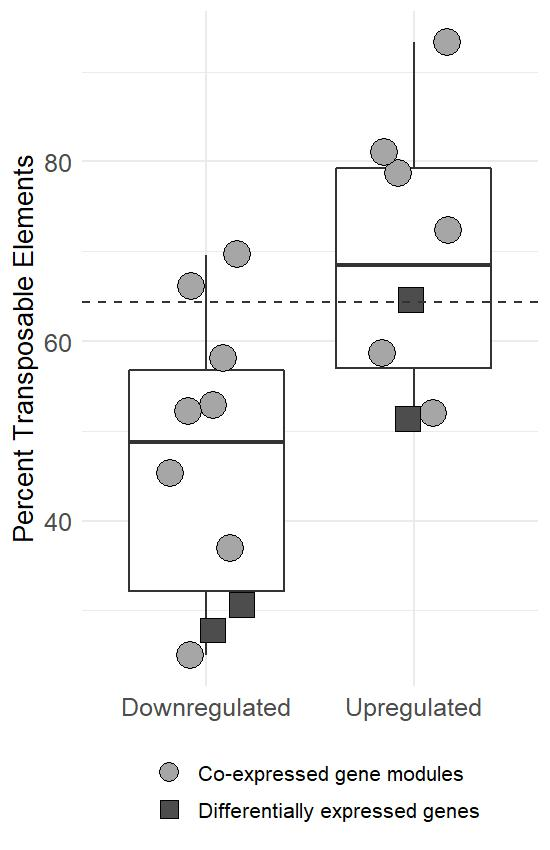 Percent Transposable Elements
80
60
40
Downregulated
Upregulated
Co-expressed gene modules
Differentially expressed genes